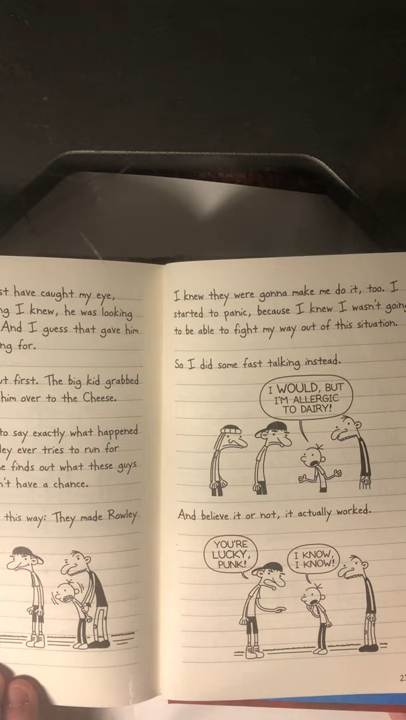 st have caught my eye,
ng I knew, he was looking
And I guess that gave him
ng for.
ut first. The big kid grabbed
him over to the Cheese.
to say exactly what happened
ley ever tries to run for
e finds out what these guys
n't have a chance.
this way: They made Rowley
I knew they were gonna make me do it, too. I
started to panic, because I knew I wasn't going
to be able to fight my way out of this situation.
So I did some fast talking instead.
I WOULD, BUT
I'M ALLERGIC
TO DAIRY!
And believe it or not, it actually worked.
YOU'RE
LUCKY,
PUNK!
I KNOW,
I KNOW!